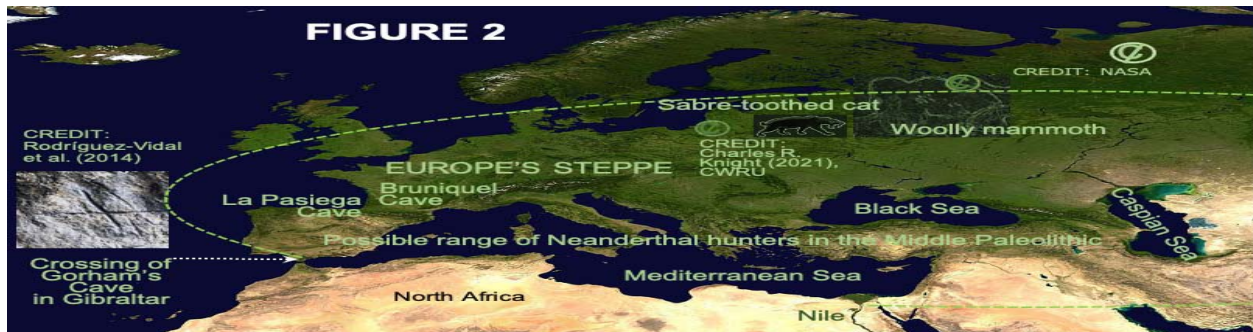 FIGURE 2
CREDIT: NASA
Sabre-toothed cat
Woolly mammoth
CREDIT:
Rodríguez-Vidal
et al. (2014)
CREDIT:
Charles R.
Knight (2021),
CWRU
EUROPE'S STEPPE
La Pasiega
Cave
Bruniquel
Cave
Black Sea
Caspian Sea
Possible range of Neanderthal hunters in the Middle Paleolithic
Crossing of
Gorham's
Cave
in Gibraltar
Mediterranean Sea
North Africa
Nile